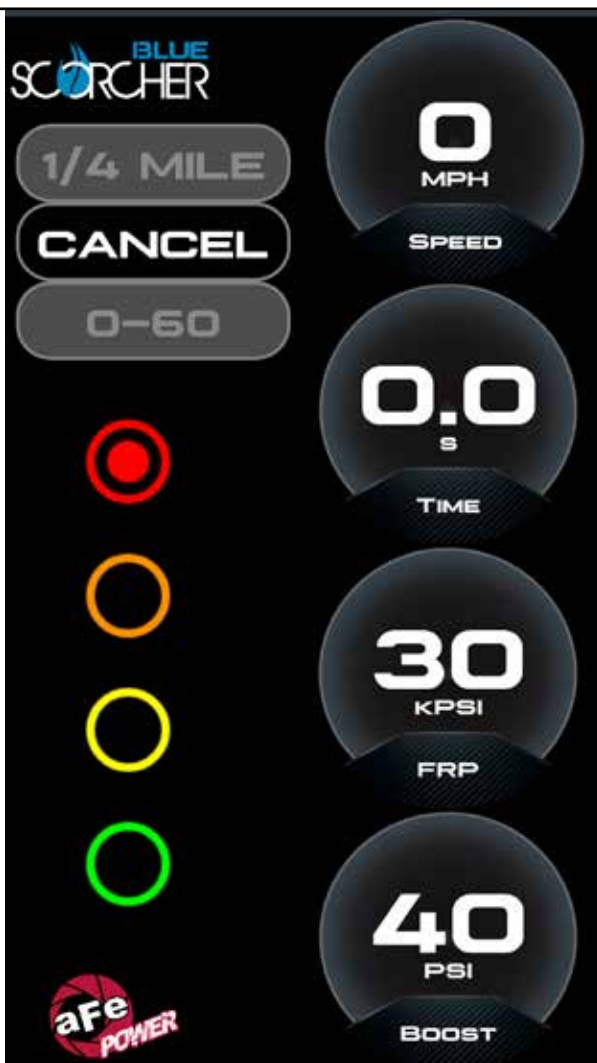 BLUE
SCORCHER
1/4 MILE
CANCEL
0-60
0
MPH
SPEED
0.0
S
TIME
30
KPSI
FRP
40
PSI
BOOST
aFe
POWER